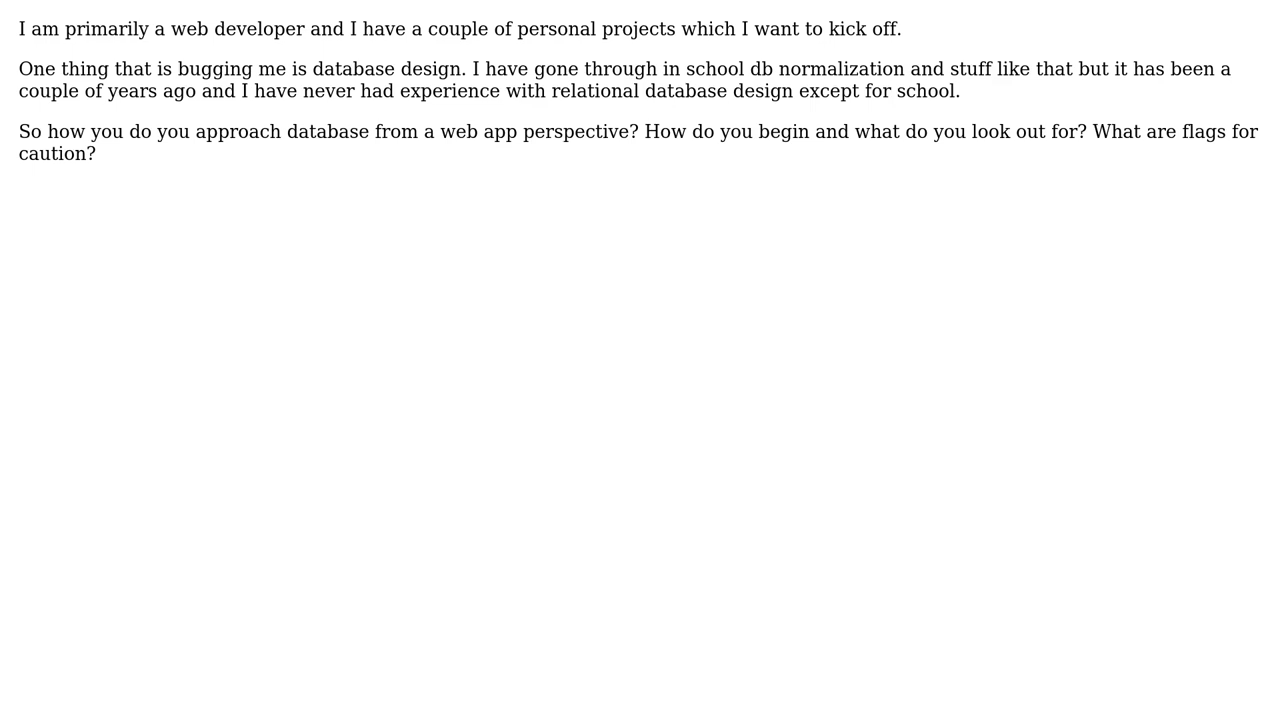 I am primarily a web developer and I have a couple of personal projects which I want to kick off.
One thing that is bugging me is database design. I have gone through in school db normalization and stuff like that but it has been a
couple of years ago and I have never had experience with relational database design except for school.
So how you do you approach database from a web app perspective? How do you begin and what do you look out for? What are flags for
caution?